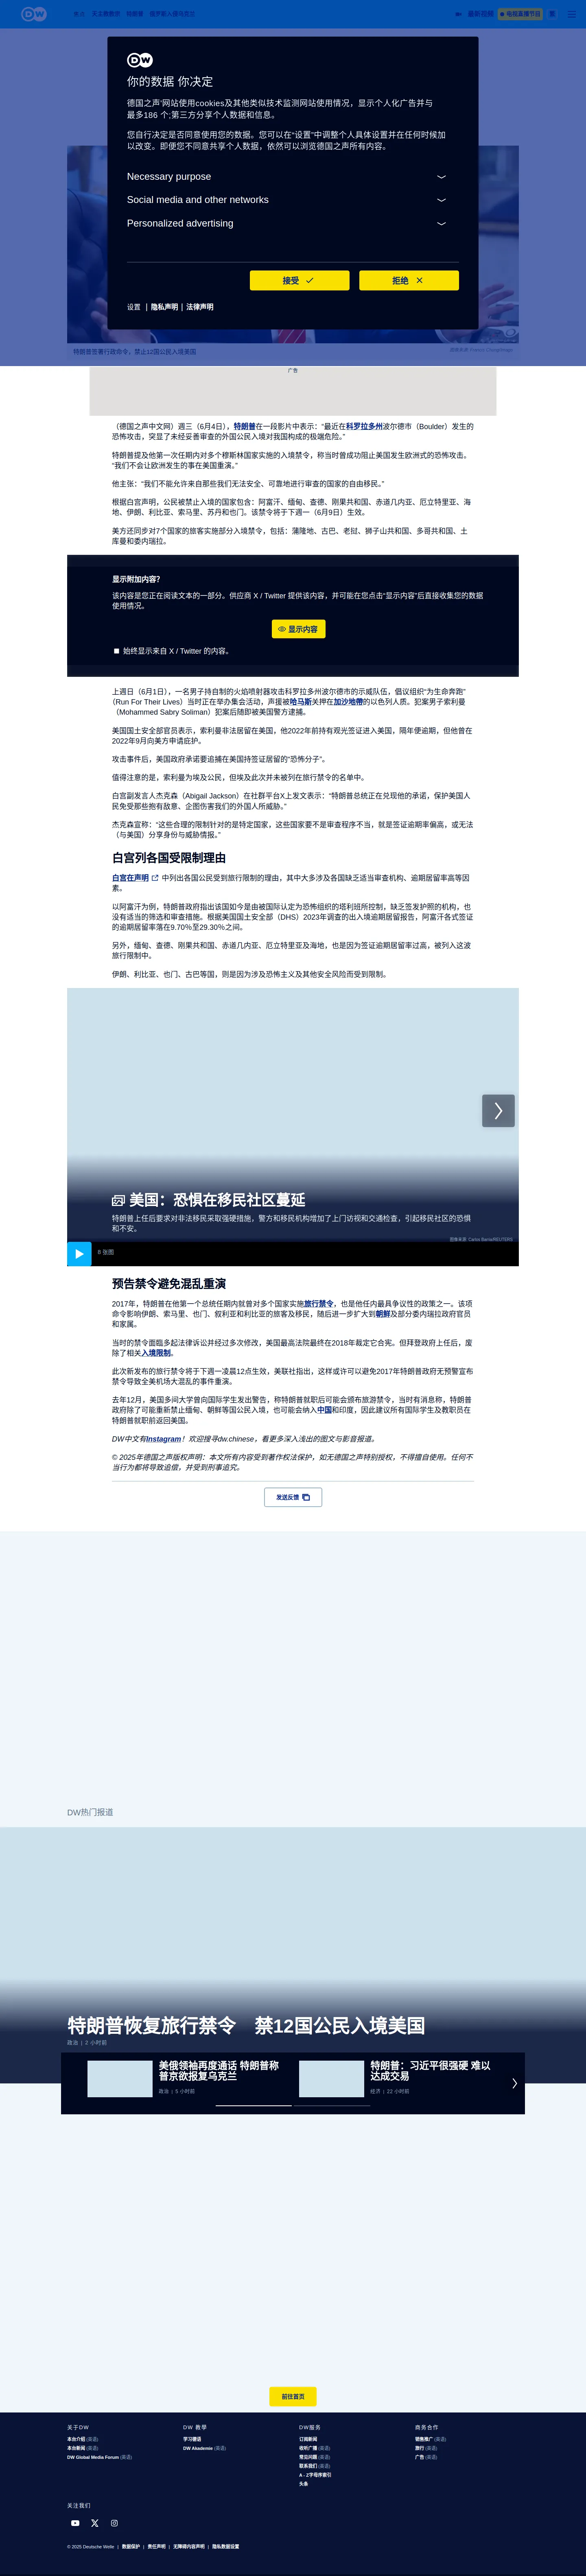 DW
最新视频
电视直播节目
DW
你的数据 你决定
德国之声"网站使用cookies及其他类似技术监测网站使用情况，显示个人化广告并与
最多186 个;第三方分享个人数据和信息。
您自行决定是否同意使用您的数据。您可以在"设置"中调整个人具体设置并在任何时候加
以改变。即便您不同意共享个人数据，依然可以浏览德国之声所有内容。
Necessary purpose
Social media and other networks
Personalized advertising
接受
拒绝
设置 | 隐私声明 | 法律声明
特朗普签署行政命令，禁止12国公民入境美国
广告
（德国之声中文网）週三（6月4日），特朗普在一段影片中表示："最近在科罗拉多州波尔德市（Boulder）发生的
恐怖攻击，突显了未经妥善审查的外国公民入境对我国构成的极端危险。"
特朗普提及他第一次任期内对多个穆斯林国家实施的入境禁令，称当时曾成功阻止美国发生欧洲式的恐怖攻击。
"我们不会让欧洲发生的事在美国重演。"
他主张："我们不能允许来自那些我们无法安全、可靠地进行审查的国家的自由移民。"
根据白宫声明，公民被禁止入境的国家包含：阿富汗、缅甸、查德、刚果共和国、赤道几内亚、厄立特里亚、海
地、伊朗、利比亚、索马里、苏丹和也门。该禁令将于下週一（6月9日）生效。
美方还同步对7个国家的旅客实施部分入境禁令，包括：蒲隆地、古巴、老挝、狮子山共和国、多哥共和国、土
库曼和委内瑞拉。
显示附加内容？
该内容是您正在阅读文本的一部分。供应商 X / Twitter 提供该内容，并可能在您点击"显示内容"后直接收集您的数据
使用情况。
显示内容
始终显示来自 X / Twitter 的内容。
上週日（6月1日），一名男子持自制的火焰喷射器攻击科罗拉多州波尔德市的示威队伍，倡议组织"为生命奔跑"
（Run For Their Lives）当时正在举办集会活动，声援被哈马斯关押在加沙地帶的以色列人质。犯案男子索利曼
（Mohammed Sabry Soliman）犯案后随即被美国警方逮捕。
美国国土安全部官员表示，索利曼非法居留在美国，他2022年前持有观光签证进入美国，隔年便逾期，但他曾在
2022年9月向美方申请庇护。
攻击事件后，美国政府承诺要追捕在美国持签证居留的"恐怖分子"。
值得注意的是，索利曼为埃及公民，但埃及此次并未被列在旅行禁令的名单中。
白宫副发言人杰克森（Abigail Jackson）在社群平台X上发文表示："特朗普总统正在兑现他的承诺，保护美国人
民免受那些抱有敌意、企图伤害我们的外国人所威胁。"
杰克森宣称："这些合理的限制针对的是特定国家，这些国家要不是审查程序不当，就是签证逾期率偏高，或无法
（与美国）分享身份与威胁情报。"
白宫列各国受限制理由
白宫在声明 中列出各国公民受到旅行限制的理由，其中大多涉及各国缺乏适当审查机构、逾期居留率高等因
素。
以阿富汗为例，特朗普政府指出该国如今是由被国际认定为恐怖组织的塔利班所控制，缺乏签发护照的机构，也
没有适当的筛选和审查措施。根据美国国土安全部（DHS）2023年调查的出入境逾期居留报告，阿富汗各式签证
的逾期居留率落在9.70%至29.30%之间。
另外，缅甸、查德、刚果共和国、赤道几内亚、厄立特里亚及海地，也是因为签证逾期居留率过高，被列入这波
旅行限制中。
伊朗、利比亚、也门、古巴等国，则是因为涉及恐怖主义及其他安全风险而受到限制。
美国：恐惧在移民社区蔓延
特朗普上任后要求对非法移民采取强硬措施，警方和移民机构增加了上门访视和交通检查，引起移民社区的恐惧
和不安。
图像来源: Carlos Barria/REUTERS
9 张图
预告禁令避免混乱重演
2017年，特朗普在他第一个总统任期内就曾对多个国家实施旅行禁令，也是他任内最具争议性的政策之一。该项
命令影响伊朗、索马里、也门、叙利亚和利比亚的旅客及移民，随后进一步扩大到朝鲜及部分委内瑞拉政府官员
和家属。
当时的禁令面临多起法律诉讼并经过多次修改，美国最高法院最终在2018年裁定它合宪。但拜登政府上任后，废
除了相关入境限制。
此次新发布的旅行禁令将于下週一凌晨12点生效，美联社指出，这样或许可以避免2017年特朗普政府无预警宣布
禁令导致全美机场大混乱的事件重演。
去年12月，美国多间大学曾向国际学生发出警告，称特朗普就职后可能会颁布旅游禁令，当时有消息称，特朗普
政府除了可能重新禁止缅甸、朝鲜等国公民入境，也可能会纳入中国和印度，因此建议所有国际学生及教职员在
特朗普就职前返回美国。
DW中文有Instagram！欢迎搜寻dw.chinese，看更多深入浅出的图文与影音报道。
© 2025年德国之声版权声明：本文所有内容受到著作权法保护，如无德国之声特别授权，不得擅自使用。任何不
当行为都将导致追偿，并受到刑事追究。
发送反馈
DW热门报道
特朗普恢复旅行禁令 禁12国公民入境美国
政治 | 2 小时前
美俄领袖再度通话 特朗普称
普京欲报复乌克兰
政治 | 5 小时前
特朗普：习近平很强硬 难以
达成交易
经济 | 22 小时前
前往首页
关于DW
本台介绍 (英语)
本台新闻 (英语)
DW Global Media Forum (英语)
DW 教學
学习德语
DW Akademie (英语)
DW服务
订阅新闻
收听广播 (英语)
常见问题 (英语)
联系我们 (英语)
A - Z字母序索引
头条
商务合作
销售推广 (英语)
旅行 (英语)
广告 (英语)
关注我们
© 2025 Deutsche Welle | 数据保护 | 责任声明 | 无障碍内容声明 | 隐私数据设置